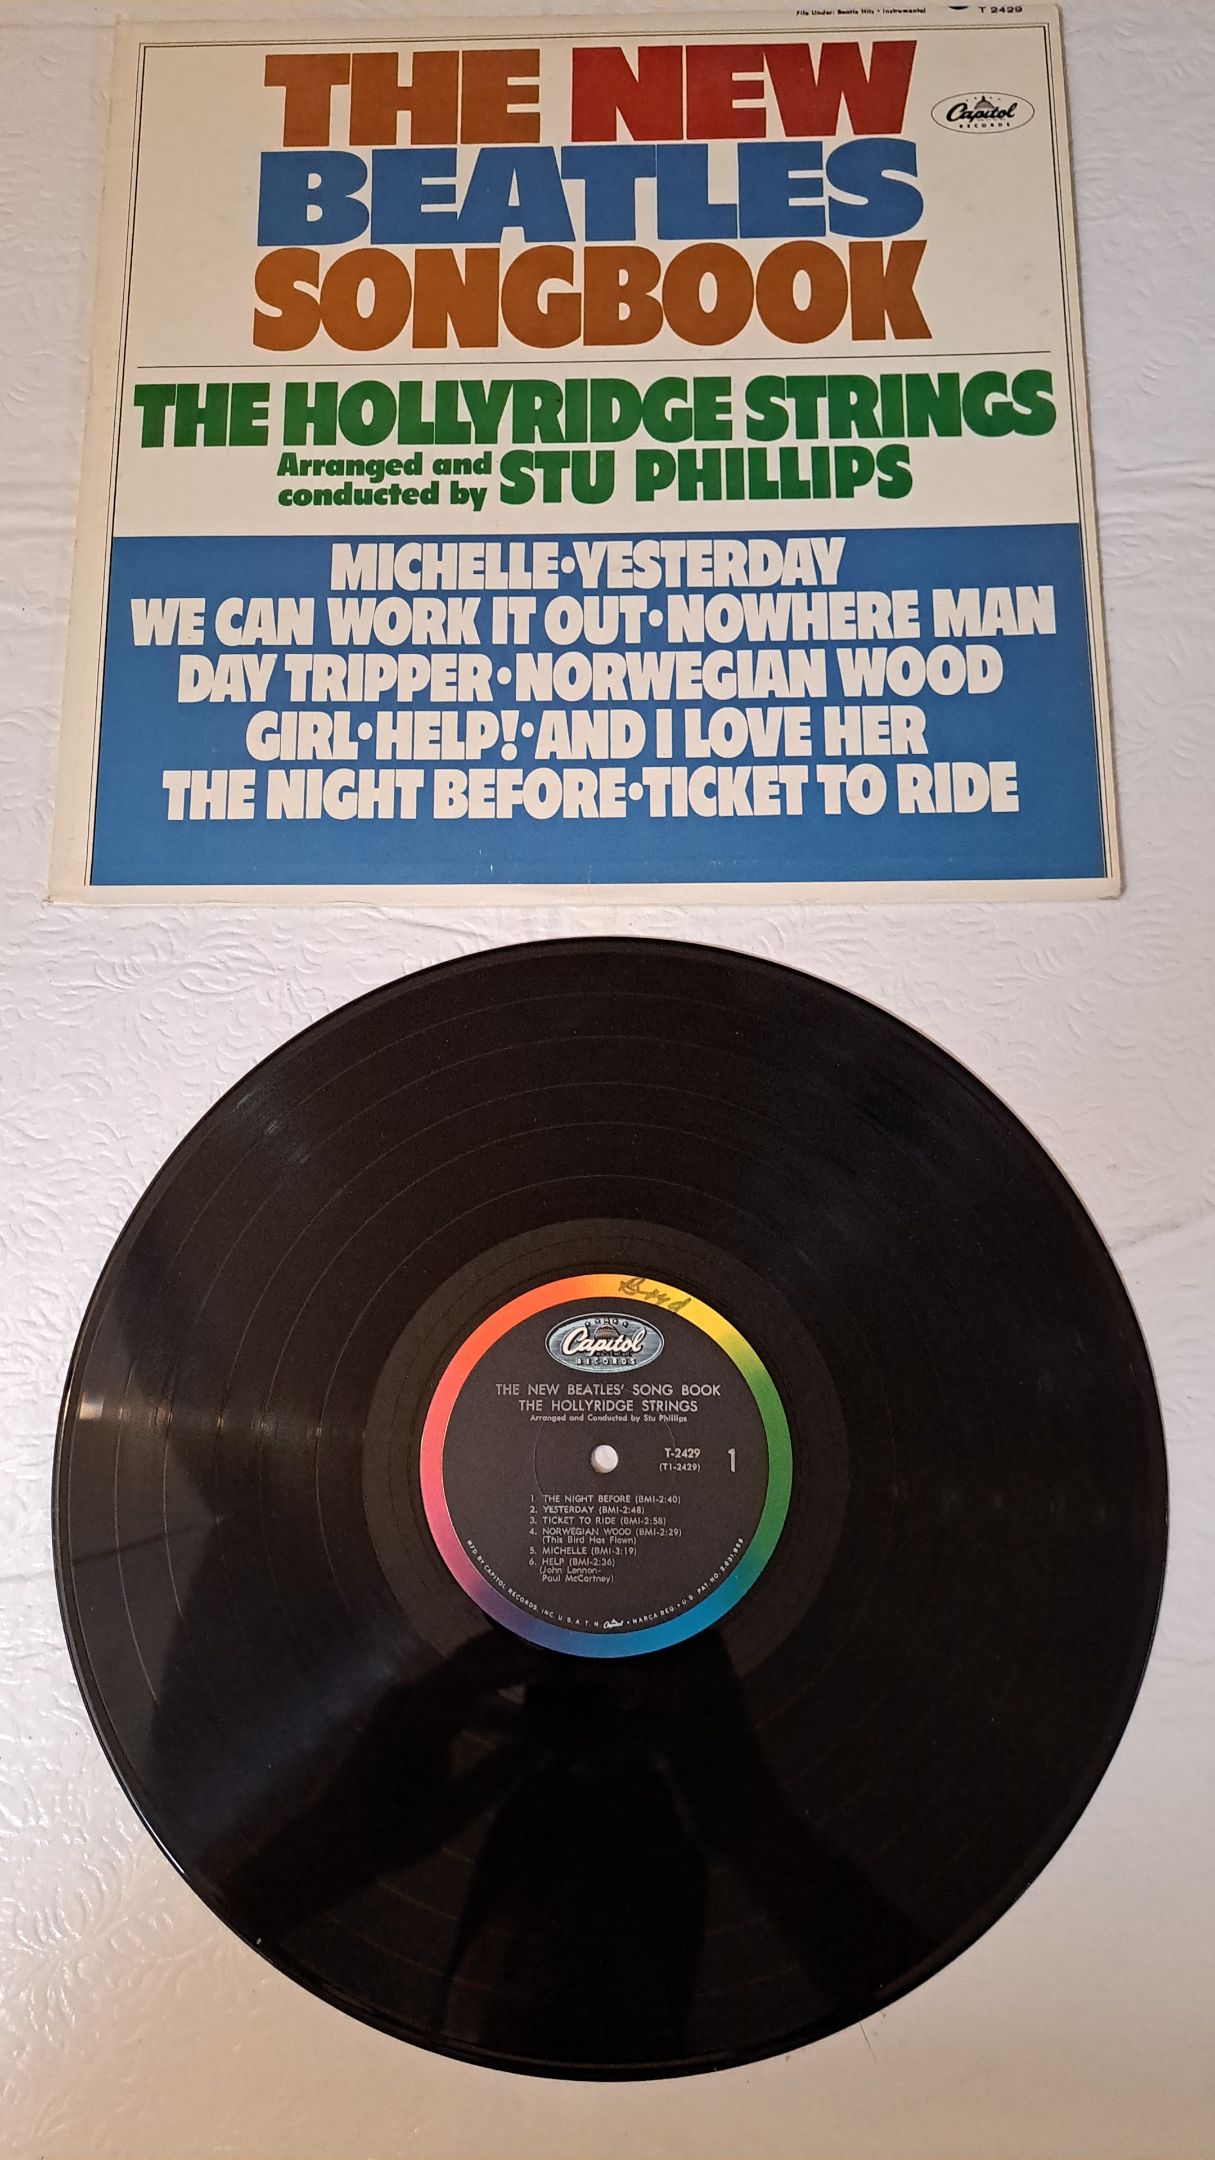 File Under: Beatle Hits • Instrumental
T 2429
THE NEW
Capitol
RECORDS
BEATLES
SONGBOOK
THE HOLLYRIDGE STRINGS
Arranged and
conducted by STU PHILLIPS
MICHELLE•YESTERDAY
WE CAN WORK IT OUT•NOWHERE MAN
DAY TRIPPER•NORWEGIAN WOOD
GIRL•HELP!•AND I LOVE HER
THE NIGHT BEFORE•TICKET TO RIDE
Boyd
Capitol
RECORDS
THE NEW BEATLES' SONG BOOK
THE HOLLYRIDGE STRINGS
Arranged and Conducted by Stu Phillips
T-2429
(T1-2429)
1
1. THE NIGHT BEFORE (BMI-2:40)
2. YESTERDAY (BMI-2:48)
3. TICKET TO RIDE (BMI-2:58)
4. NORWEGIAN WOOD (BMI-2:29)
(This Bird Has Flown)
5. MICHELLE (BMI-3:19)
6. HELP (BMI-2:36)
(John Lennon-
Paul McCartney)
MFD. BY CAPITOL RECORDS, INC. U.S.A. T.M. Capitol • MARCA REG. • U.S. PAT. NO. 2,631,859